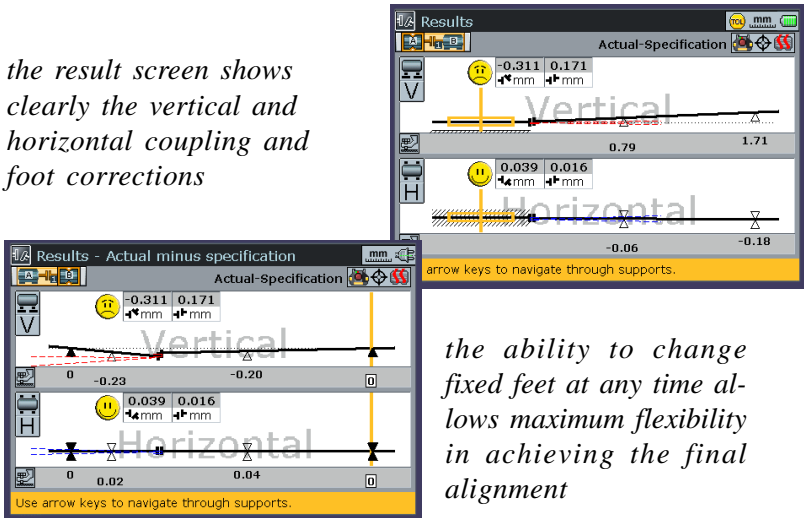 the result screen shows
clearly the vertical and
horizontal coupling and
foot corrections
Results
TOL mm
A 1 B
Actual-Specification
-0.311 0.171
mm mm
V
Vertical
0.79 1.71
0.039 0.016
mm mm
H
Horizontal
-0.06 -0.18
arrow keys to navigate through supports.
Results - Actual minus specification
mm
A 1 B
Actual-Specification
-0.311 0.171
mm mm
V
Vertical
0 -0.23 -0.20 0
0.039 0.016
mm mm
H
Horizontal
0 0.02 0.04 0
Use arrow keys to navigate through supports.
the ability to change
fixed feet at any time al-
lows maximum flexibility
in achieving the final
alignment